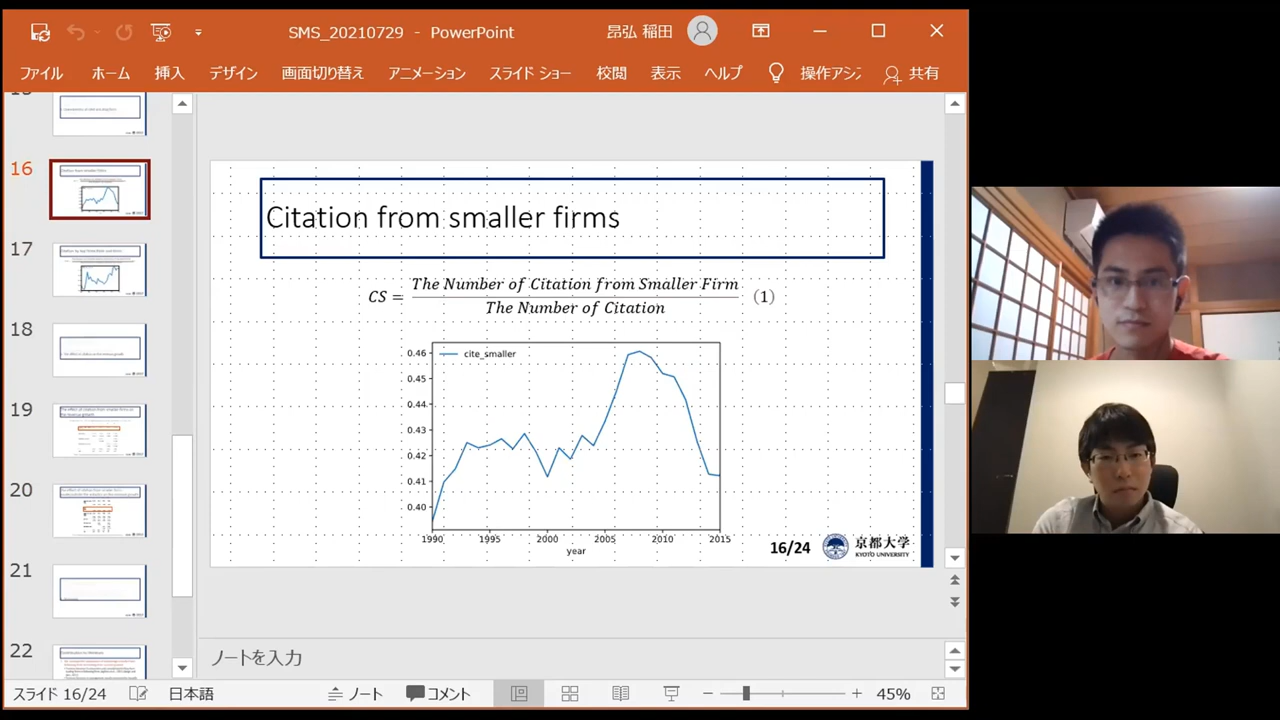 SMS_20210729 - PowerPoint
昂弘 稲田
ファイル ホーム 挿入 デザイン 画面切り替え アニメーション スライド ショー 校閲 表示 ヘルプ 操作アシ 共有
16
17
18
19
20
21
22
Citation from smaller firms
CS = The Number of Citation from Smaller Firm / The Number of Citation (1)
cite_smaller
0.46
0.45
0.44
0.43
0.42
0.41
0.40
1990 1995 2000 2005 2010 2015
year
16/24 京都大学
KYOTO UNIVERSITY
ノートを入力
スライド 16/24 日本語 ノート コメント 45%